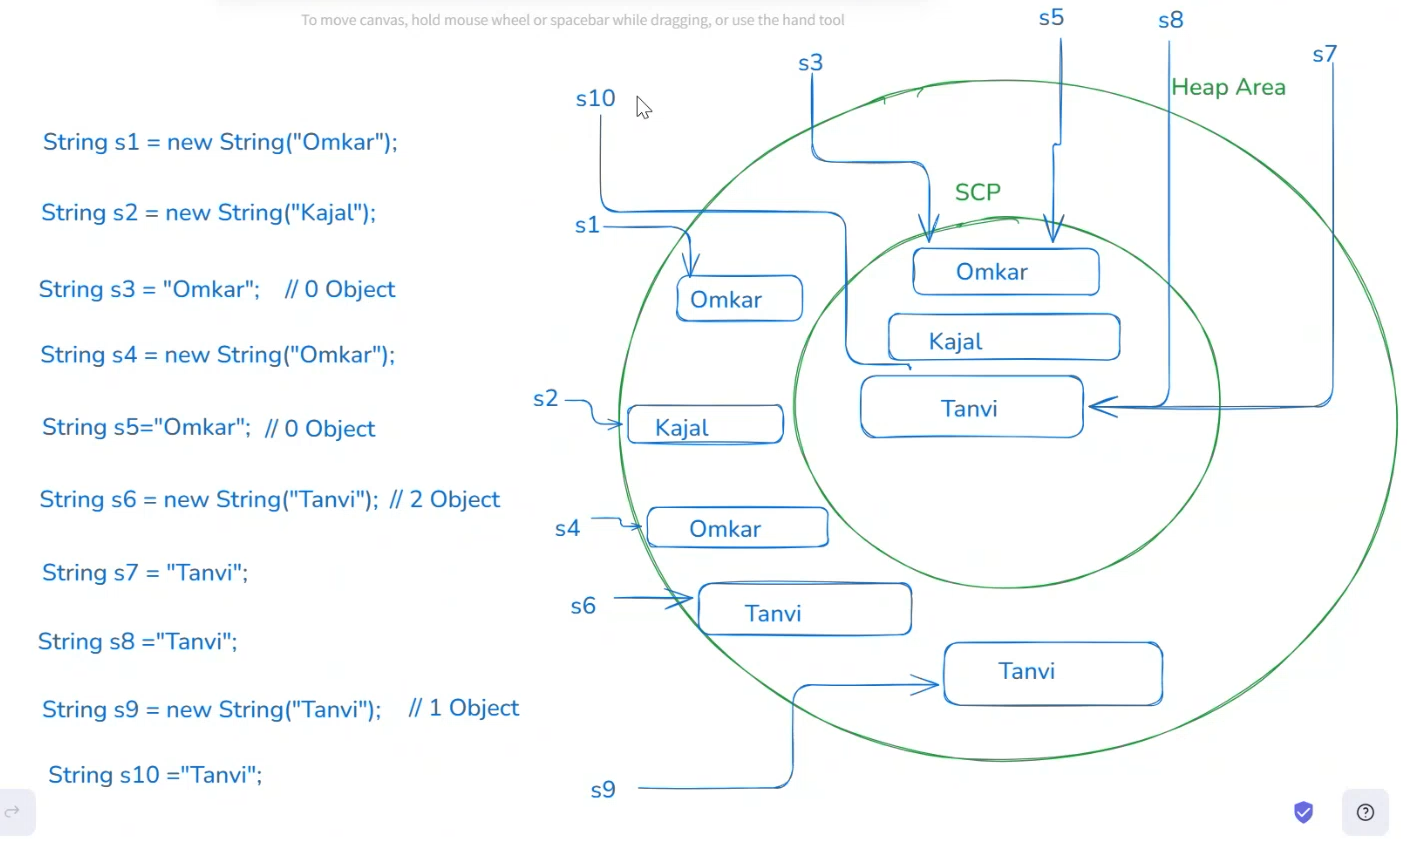 To move canvas, hold mouse wheel or spacebar while dragging, or use the hand tool
s5
s8
s7
s3
Heap Area
s10
String s1 = new String("Omkar");
SCP
String s2 = new String("Kajal");
s1
Omkar
Omkar
String s3 = "Omkar"; // 0 Object
Kajal
String s4 = new String("Omkar");
s2
Tanvi
Kajal
String s5="Omkar"; // 0 Object
String s6 = new String("Tanvi"); // 2 Object
s4
Omkar
String s7 = "Tanvi";
s6
Tanvi
String s8 ="Tanvi";
Tanvi
String s9 = new String("Tanvi"); // 1 Object
String s10 ="Tanvi";
s9